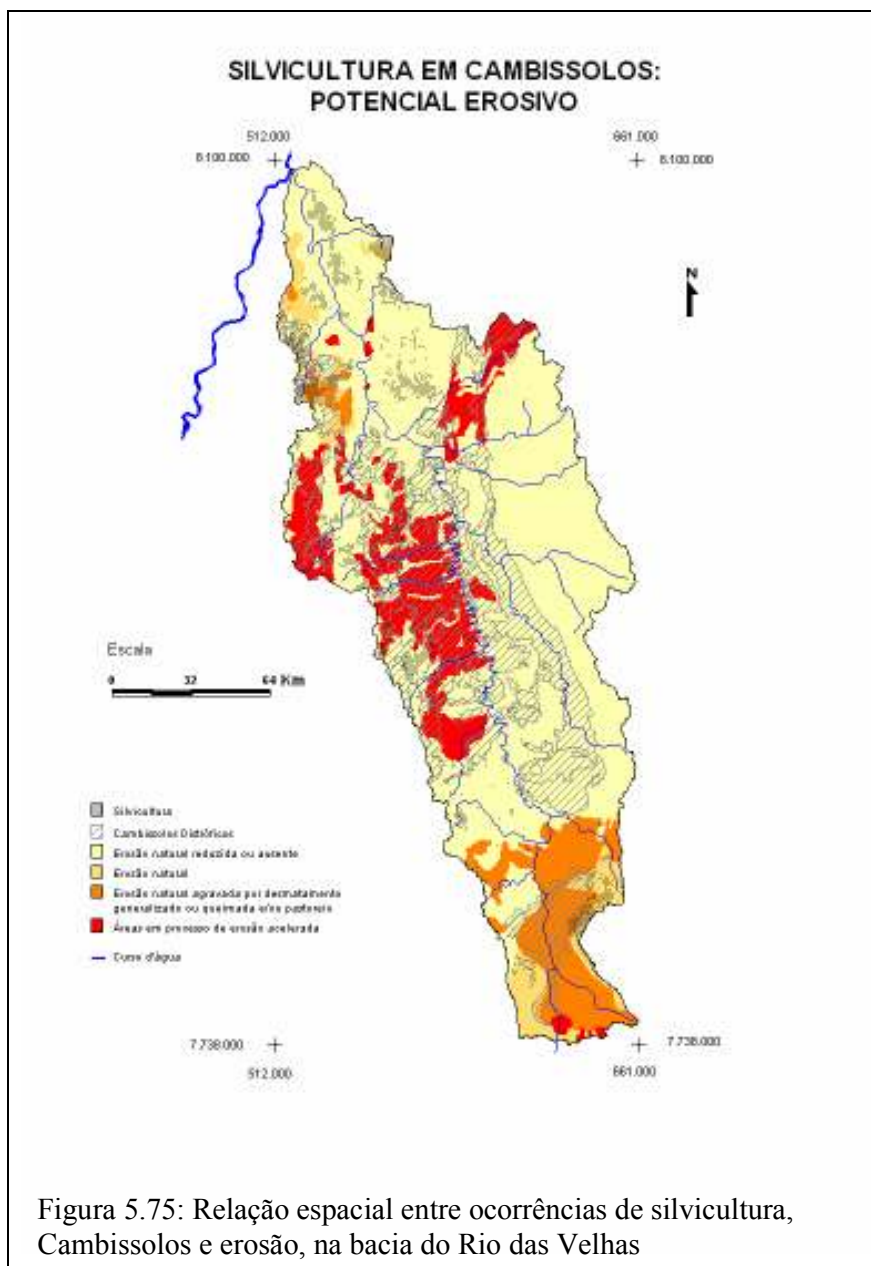 SILVICULTURA EM CAMBISSOLOS:
POTENCIAL EROSIVO
512.000 661.000
8.100.000 8.100.000
N
Escala
0 32 64 Km
Silvicultura
Cambissolos Distróficos
Erosão natural reduzida ou ausente
Erosão natural
Erosão natural agravada por desmatamento
generalizado ou queimada e/ou pastoreio
Áreas em processo de erosão acelerada
Curso d'água
7.738.000 7.738.000
512.000 661.000
Figura 5.75: Relação espacial entre ocorrências de silvicultura,
Cambissolos e erosão, na bacia do Rio das Velhas